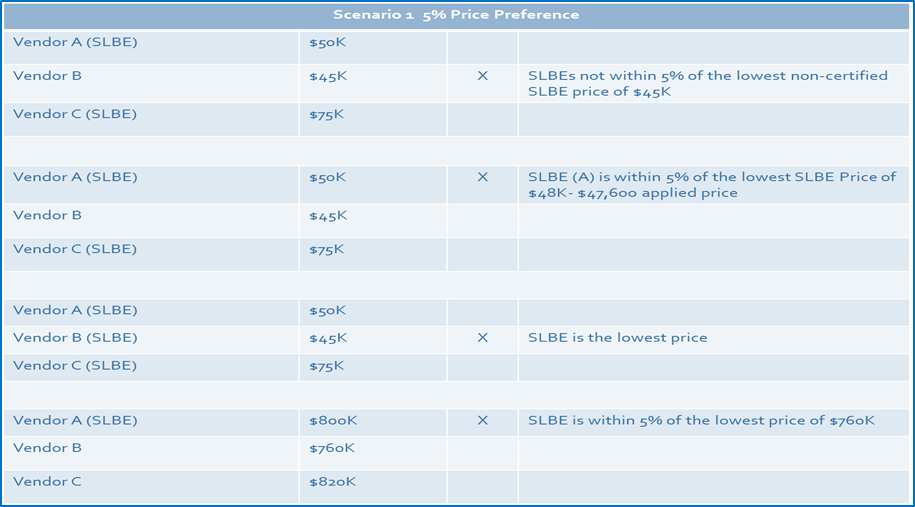 Scenario 1 5% Price Preference
Vendor A (SLBE) $50K
Vendor B $45K X SLBEs not within 5% of the lowest non-certified
SLBE price of $45K
Vendor C (SLBE) $75K
Vendor A (SLBE) $50K X SLBE (A) is within 5% of the lowest SLBE Price of
$48K- $47,600 applied price
Vendor B $45K
Vendor C (SLBE) $75K
Vendor A (SLBE) $50K
Vendor B (SLBE) $45K X SLBE is the lowest price
Vendor C (SLBE) $75K
Vendor A (SLBE) $800K X SLBE is within 5% of the lowest price of $760K
Vendor B $760K
Vendor C $820K